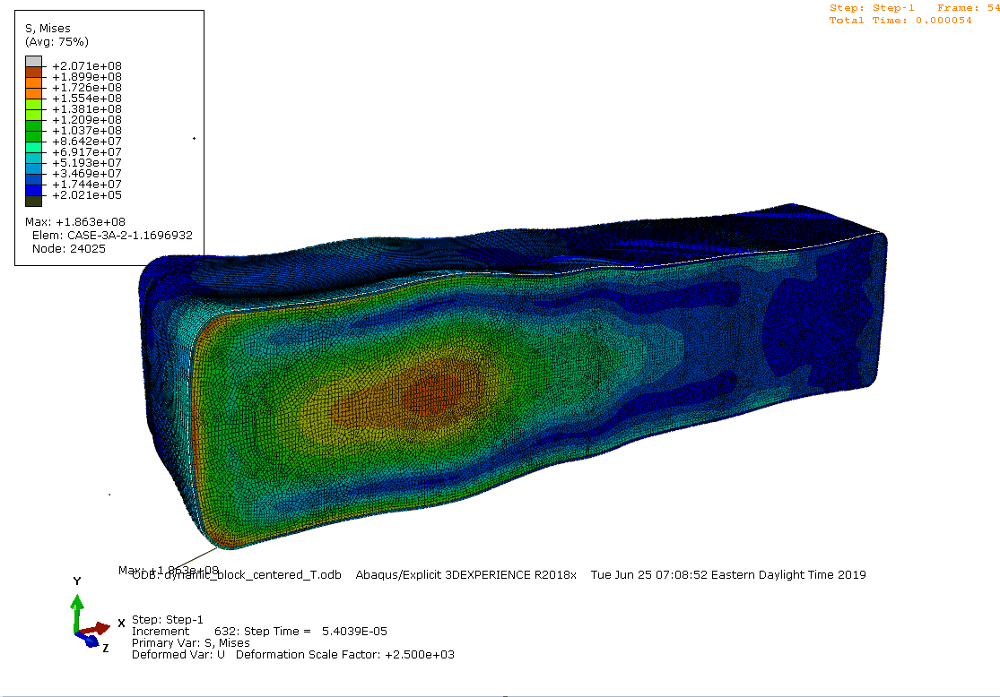 Step: Step-1 Frame: 54
Total Time: 0.000054
S, Mises
(Avg: 75%)
+2.071e+08
+1.899e+08
+1.726e+08
+1.554e+08
+1.381e+08
+1.209e+08
+1.037e+08
+8.642e+07
+6.917e+07
+5.193e+07
+3.469e+07
+1.744e+07
+2.021e+05
Max: +1.863e+08
Elem: CASE-3A-2-1.1696932
Node: 24025
Max: +1.863e+08
ODB: dynamic_block_centered_T.odb Abaqus/Explicit 3DEXPERIENCE R2018x Tue Jun 25 07:08:52 Eastern Daylight Time 2019
Y
X
Z
Step: Step-1
Increment 632: Step Time = 5.4039E-05
Primary Var: S, Mises
Deformed Var: U Deformation Scale Factor: +2.500e+03